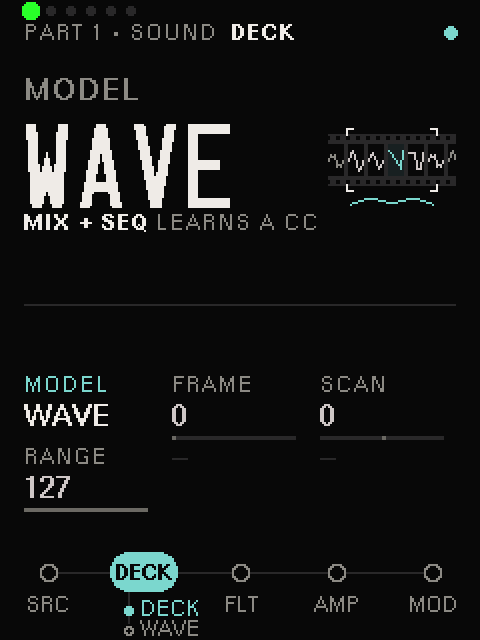 PART 1 · SOUND DECK
MODEL
WAVE
MIX + SEQ LEARNS A CC
MODEL FRAME SCAN
WAVE 0 0
RANGE — —
127
DECK
SRC DECK FLT AMP MOD
WAVE